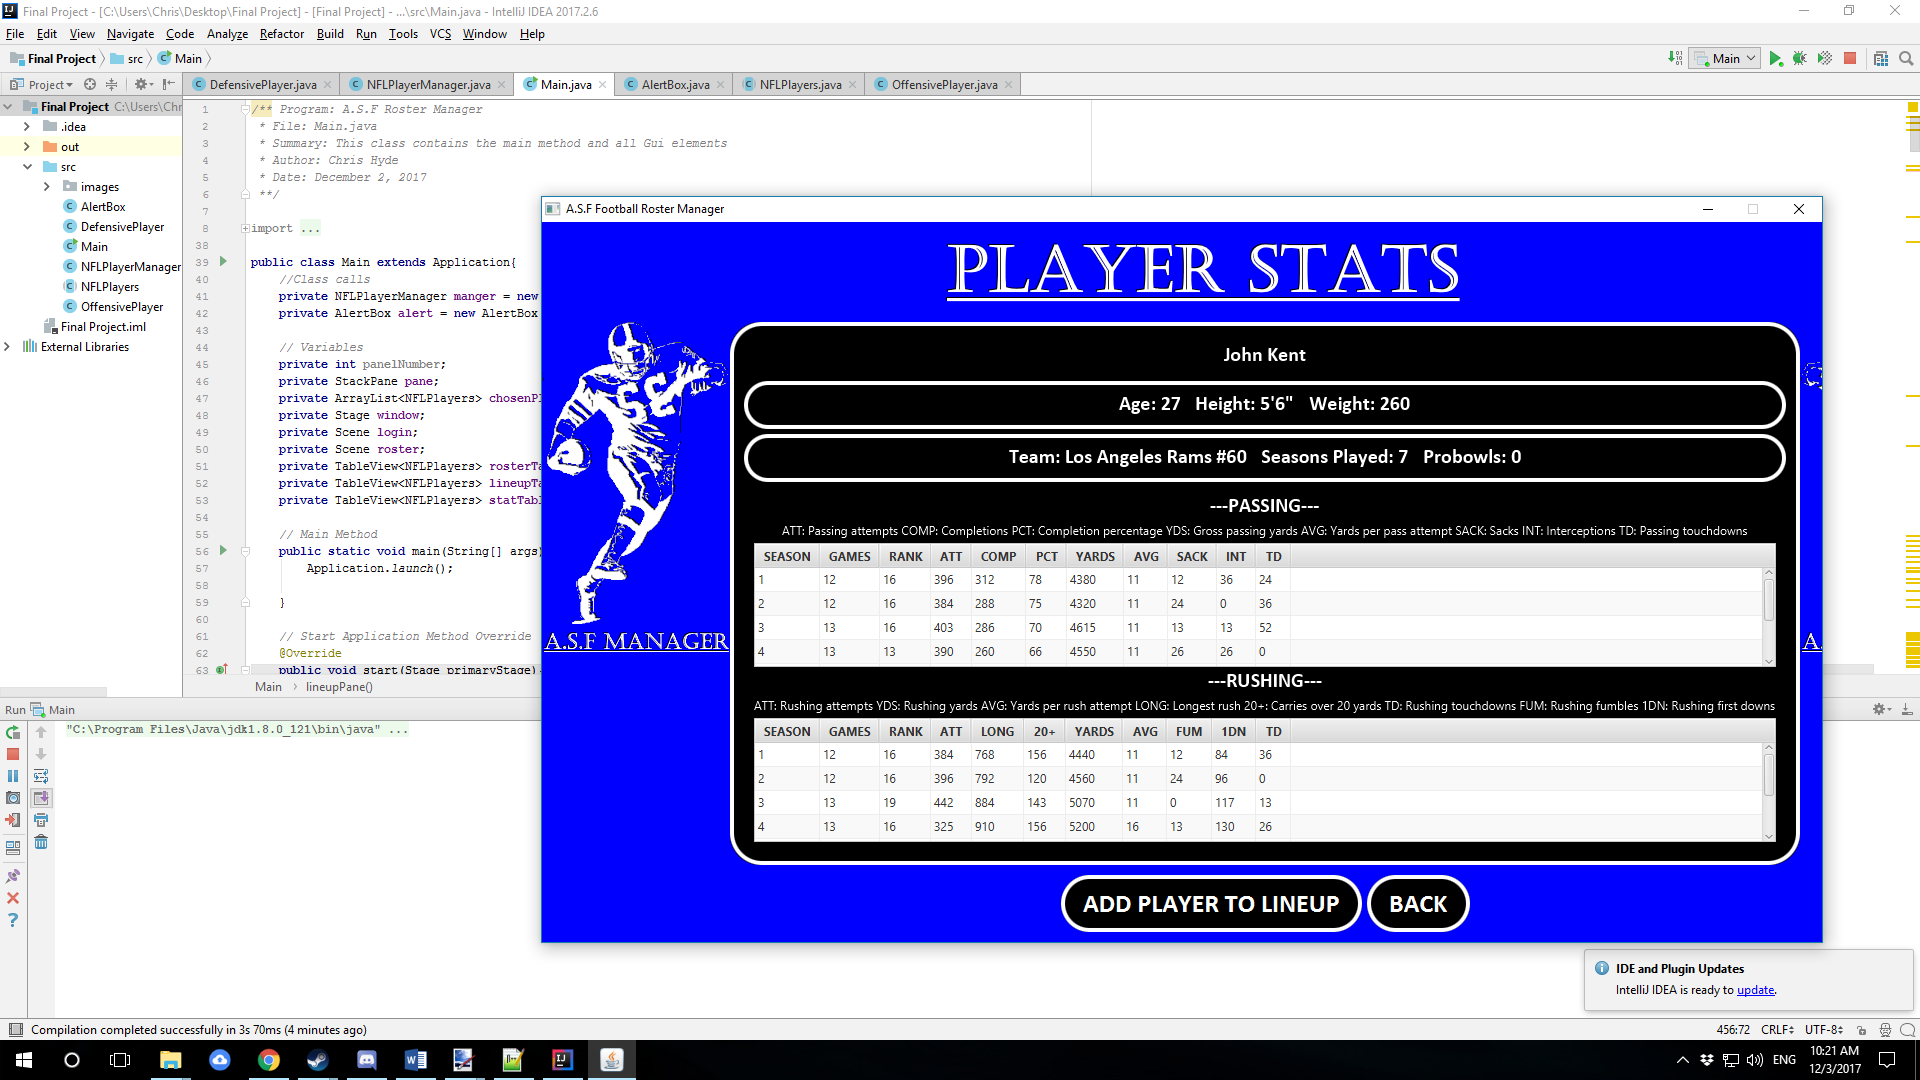 Final Project - [C:\Users\Chris\Desktop\Final Project] - [Final Project] - ...\src\Main.java - IntelliJ IDEA 2017.2.6
File Edit View Navigate Code Analyze Refactor Build Run Tools VCS Window Help
Final Project src Main
Main
Project
DefensivePlayer.java NFLPlayerManager.java Main.java AlertBox.java NFLPlayers.java OffensivePlayer.java
Final Project C:\Users\Chr
.idea
out
src
images
AlertBox
DefensivePlayer
Main
NFLPlayerManager
NFLPlayers
OffensivePlayer
Final Project.iml
External Libraries
1 /** Program: A.S.F Roster Manager
2 * File: Main.java
3 * Summary: This class contains the main method and all Gui elements
4 * Author: Chris Hyde
5 * Date: December 2, 2017
6 **/
7
8 import ...
38
39 public class Main extends Application{
40 //Class calls
41 private NFLPlayerManager manger = new
42 private AlertBox alert = new AlertBox
43
44 // Variables
45 private int panelNumber;
46 private StackPane pane;
47 private ArrayList<NFLPlayers> chosenPl
48 private Stage window;
49 private Scene login;
50 private Scene roster;
51 private TableView<NFLPlayers> rosterTa
52 private TableView<NFLPlayers> lineupTa
53 private TableView<NFLPlayers> statTabl
54
55 // Main Method
56 public static void main(String[] args)
57 Application.launch();
58
59 }
60
61 // Start Application Method Override
62 @Override
63 public void start(Stage primaryStage)
Main lineupPane()
Run Main
"C:\Program Files\Java\jdk1.8.0_121\bin\java" ...
A.S.F Football Roster Manager
PLAYER STATS
A.S.F MANAGER
A.
John Kent
Age: 27 Height: 5'6" Weight: 260
Team: Los Angeles Rams #60 Seasons Played: 7 Probowls: 0
---PASSING---
ATT: Passing attempts COMP: Completions PCT: Completion percentage YDS: Gross passing yards AVG: Yards per pass attempt SACK: Sacks INT: Interceptions TD: Passing touchdowns
SEASON GAMES RANK ATT COMP PCT YARDS AVG SACK INT TD
1 12 16 396 312 78 4380 11 12 36 24
2 12 16 384 288 75 4320 11 24 0 36
3 13 16 403 286 70 4615 11 13 13 52
4 13 13 390 260 66 4550 11 26 26 0
---RUSHING---
ATT: Rushing attempts YDS: Rushing yards AVG: Yards per rush attempt LONG: Longest rush 20+: Carries over 20 yards TD: Rushing touchdowns FUM: Rushing fumbles 1DN: Rushing first downs
SEASON GAMES RANK ATT LONG 20+ YARDS AVG FUM 1DN TD
1 12 16 384 768 156 4440 11 12 84 36
2 12 16 396 792 120 4560 11 24 96 0
3 13 19 442 884 143 5070 11 0 117 13
4 13 16 325 910 156 5200 16 13 130 26
ADD PLAYER TO LINEUP BACK
IDE and Plugin Updates
IntelliJ IDEA is ready to update.
Compilation completed successfully in 3s 70ms (4 minutes ago)
456:72 CRLF UTF-8
ENG
10:21 AM
12/3/2017